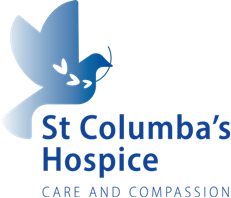 St Columba's
Hospice
CARE AND COMPASSION